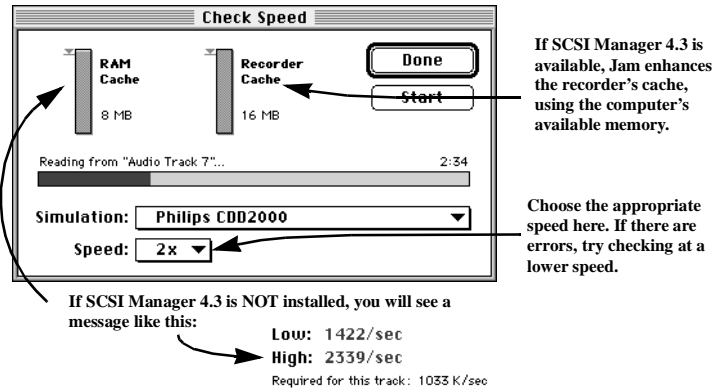 Check Speed
RAM
Cache
8 MB
Recorder
Cache
16 MB
Done
Start
Reading from "Audio Track 7"...
2:34
Simulation:
Philips CDD2000
Speed:
2x
If SCSI Manager 4.3 is
available, Jam enhances
the recorder's cache,
using the computer's
available memory.
Choose the appropriate
speed here. If there are
errors, try checking at a
lower speed.
If SCSI Manager 4.3 is NOT installed, you will see a
message like this:
Low: 1422/sec
High: 2339/sec
Required for this track: 1033 K/sec